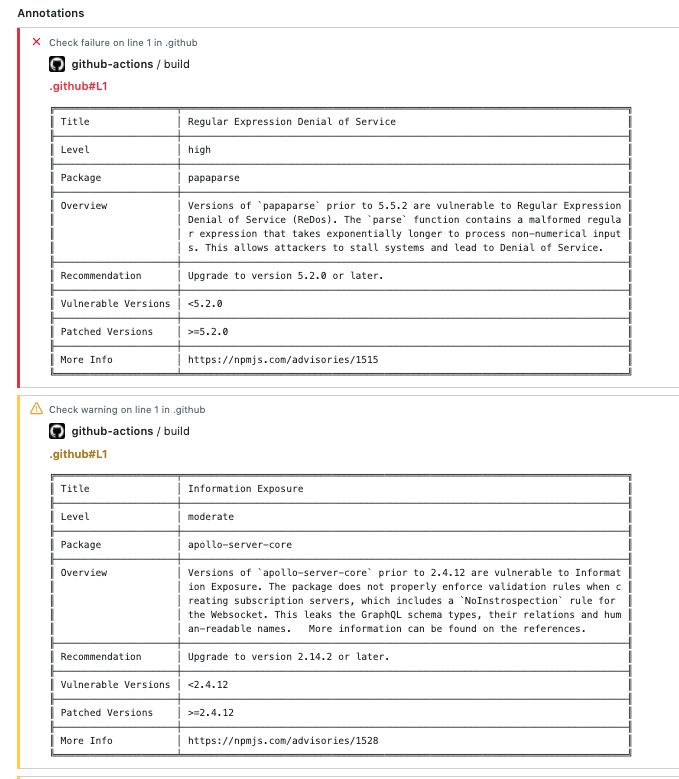 Annotations
Check failure on line 1 in .github
github-actions / build
.github#L1
Title Regular Expression Denial of Service
Level high
Package papaparse
Overview Versions of `papaparse` prior to 5.5.2 are vulnerable to Regular Expression
Denial of Service (ReDos). The `parse` function contains a malformed regula
r expression that takes exponentially longer to process non-numerical input
s. This allows attackers to stall systems and lead to Denial of Service.
Recommendation Upgrade to version 5.2.0 or later.
Vulnerable Versions <5.2.0
Patched Versions >=5.2.0
More Info https://npmjs.com/advisories/1515
Check warning on line 1 in .github
github-actions / build
.github#L1
Title Information Exposure
Level moderate
Package apollo-server-core
Overview Versions of `apollo-server-core` prior to 2.4.12 are vulnerable to Informat
ion Exposure. The package does not properly enforce validation rules when c
reating subscription servers, which includes a `NoInstrospection` rule for
the Websocket. This leaks the GraphQL schema types, their relations and hum
an-readable names.   More information can be found on the references.
Recommendation Upgrade to version 2.14.2 or later.
Vulnerable Versions <2.4.12
Patched Versions >=2.4.12
More Info https://npmjs.com/advisories/1528